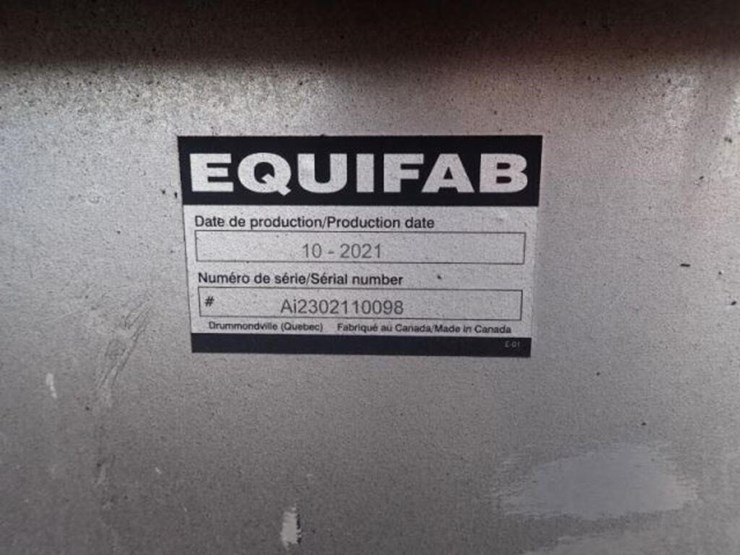 EQUIFAB
Date de production/Production date
10 - 2021
Numéro de série/Sérial number
# Ai2302110098
Drummondville (Quebec) Fabriqué au Canada/Made in Canada
E-01